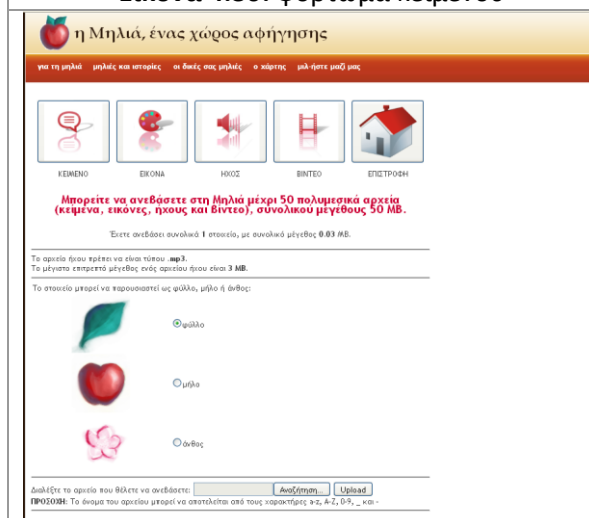 η Μηλιά, ένας χώρος αφήγησης
για τη μηλιά μηλιές και ιστορίες οι δικές σας μηλιές ο χάρτης μιλ-ήστε μαζί μας
ΚΕΙΜΕΝΟ ΕΙΚΟΝΑ ΗΧΟΣ ΒΙΝΤΕΟ ΕΠΙΣΤΡΟΦΗ
Μπορείτε να ανεβάσετε στη Μηλιά μέχρι 50 πολυμεσικά αρχεία
(κείμενα, εικόνες, ήχους και βίντεο), συνολικού μεγέθους 50 MB.
Έχετε ανεβάσει συνολικά 1 στοιχείο, με συνολικό μέγεθος 0.03 MB.
Το αρχείο ήχου πρέπει να είναι τύπου .mp3.
Το μέγιστο επιτρεπτό μέγεθος ενός αρχείου ήχου είναι 3 MB.
Το στοιχείο μπορεί να παρουσιαστεί ως φύλλο, μήλο ή άνθος:
φύλλο
μήλο
άνθος
Διαλέξτε το αρχείο που θέλετε να ανεβάσετε: Αναζήτηση... Upload
ΠΡΟΣΟΧΗ: Το όνομα του αρχείου μπορεί να αποτελείται από τους χαρακτήρες a-z, A-Z, 0-9, _ και -